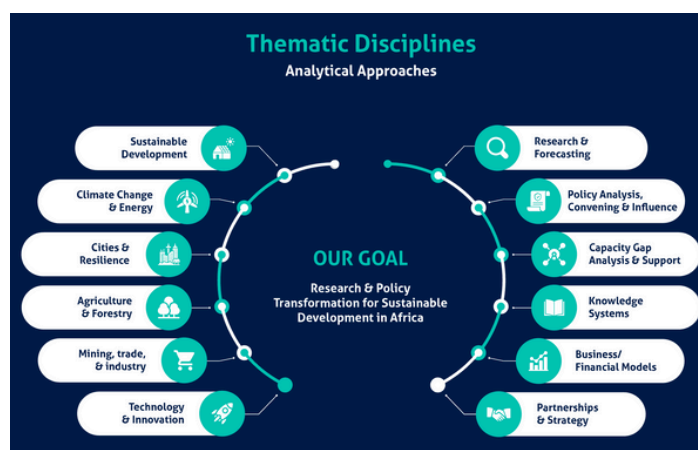 Thematic Disciplines
Analytical Approaches
Sustainable
Development
Climate Change
& Energy
Cities &
Resilience
Agriculture
& Forestry
Mining, trade,
& industry
Technology
& Innovation
OUR GOAL
Research & Policy
Transformation for Sustainable
Development in Africa
Research &
Forecasting
Policy Analysis,
Convening & Influence
Capacity Gap
Analysis & Support
Knowledge
Systems
Business/
Financial Models
Partnerships
& Strategy